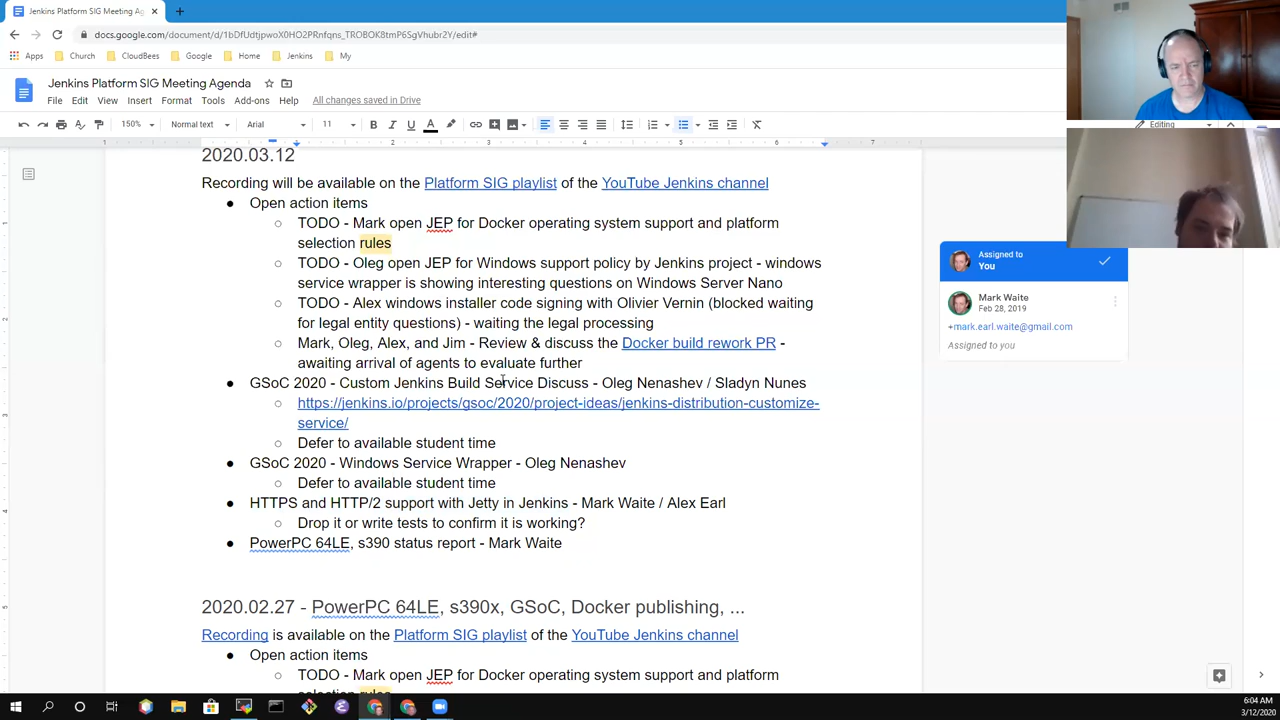 Jenkins Platform SIG Meeting Agenda
docs.google.com/document/d/1bDfUdtjpwoX0HO2PRnfqns_TROBOK8tmP6SgVhubr2Y/edit#
Apps Church CloudBees Google Home Jenkins My
Jenkins Platform SIG Meeting Agenda
File Edit View Insert Format Tools Add-ons Help All changes saved in Drive
150% Normal text Arial 11 Editing
1 1 2 3 4 5 6 7
2020.03.12
Recording will be available on the Platform SIG playlist of the YouTube Jenkins channel
Open action items
TODO - Mark open JEP for Docker operating system support and platform
selection rules
TODO - Oleg open JEP for Windows support policy by Jenkins project - windows
service wrapper is showing interesting questions on Windows Server Nano
TODO - Alex windows installer code signing with Olivier Vernin (blocked waiting
for legal entity questions) - waiting the legal processing
Mark, Oleg, Alex, and Jim - Review & discuss the Docker build rework PR -
awaiting arrival of agents to evaluate further
GSoC 2020 - Custom Jenkins Build Service Discuss - Oleg Nenashev / Sladyn Nunes
https://jenkins.io/projects/gsoc/2020/project-ideas/jenkins-distribution-customize-
service/
Defer to available student time
GSoC 2020 - Windows Service Wrapper - Oleg Nenashev
Defer to available student time
HTTPS and HTTP/2 support with Jetty in Jenkins - Mark Waite / Alex Earl
Drop it or write tests to confirm it is working?
PowerPC 64LE, s390 status report - Mark Waite
2020.02.27 - PowerPC 64LE, s390x, GSoC, Docker publishing, ...
Recording is available on the Platform SIG playlist of the YouTube Jenkins channel
Open action items
TODO - Mark open JEP for Docker operating system support and platform
selection rules
Assigned to
You
Mark Waite
Feb 28, 2019
+mark.earl.waite@gmail.com
Assigned to you
6:04 AM
3/12/2020